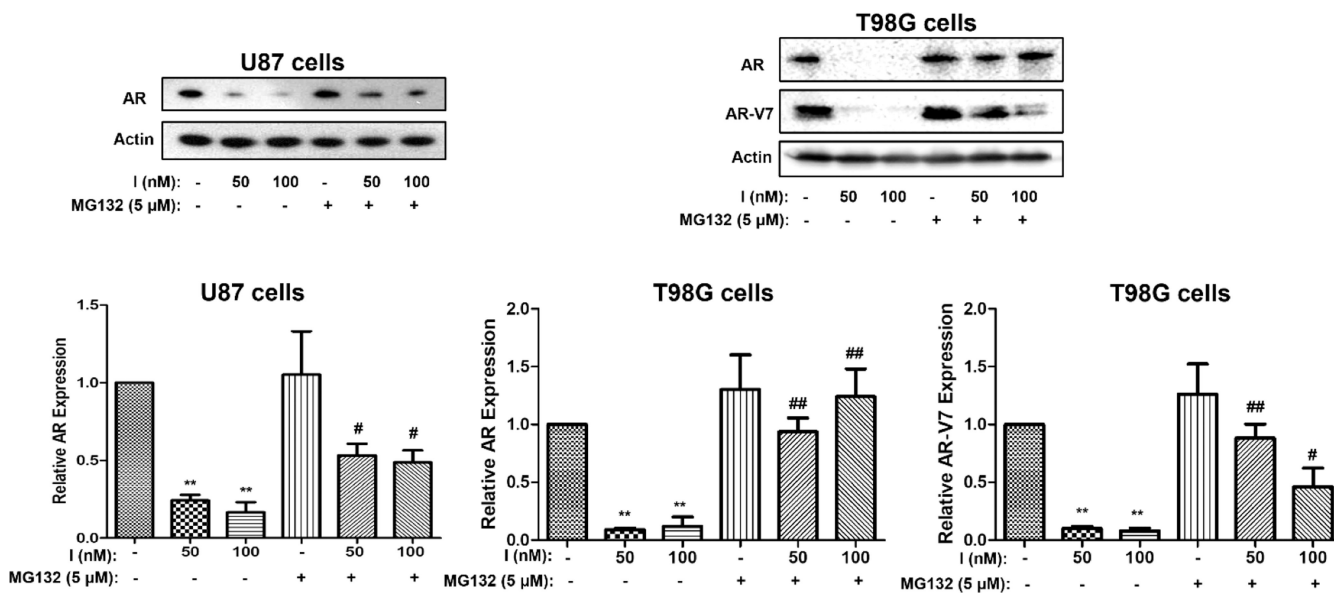 U87 cells
AR
Actin
I (nM): - 50 100 - 50 100
MG132 (5 µM): - - - + + +
T98G cells
AR
AR-V7
Actin
I (nM): - 50 100 - 50 100
MG132 (5 µM): - - - + + +
U87 cells
Relative AR Expression
1.5
1.0
0.5
0.0
** ** # #
I (nM): - 50 100 - 50 100
MG132 (5 µM): - - - + + +
T98G cells
Relative AR Expression
2.0
1.5
1.0
0.5
0.0
** ** ## ##
I (nM): - 50 100 - 50 100
MG132 (5 µM): - - - + + +
T98G cells
Relative AR-V7 Expression
2.0
1.5
1.0
0.5
0.0
** ** ## #
I (nM): - 50 100 - 50 100
MG132 (5 µM): - - - + + +